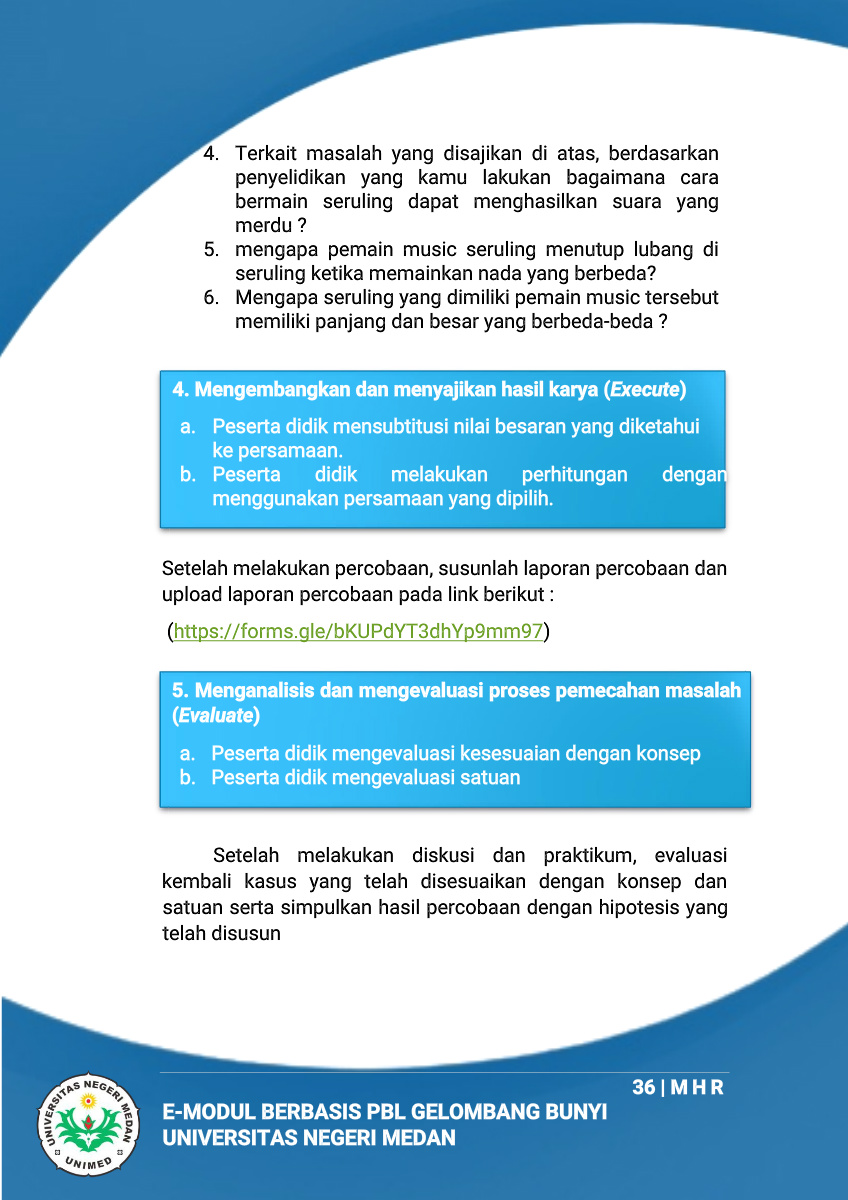 4. Terkait masalah yang disajikan di atas, berdasarkan
penyelidikan yang kamu lakukan bagaimana cara
bermain seruling dapat menghasilkan suara yang
merdu ?
5. mengapa pemain music seruling menutup lubang di
seruling ketika memainkan nada yang berbeda?
6. Mengapa seruling yang dimiliki pemain music tersebut
memiliki panjang dan besar yang berbeda-beda ?
4. Mengembangkan dan menyajikan hasil karya (Execute)
a. Peserta didik mensubtitusi nilai besaran yang diketahui
ke persamaan.
b. Peserta didik melakukan perhitungan dengan
menggunakan persamaan yang dipilih.
Setelah melakukan percobaan, susunlah laporan percobaan dan
upload laporan percobaan pada link berikut :
(https://forms.gle/bKUPdYT3dhYp9mm97)
5. Menganalisis dan mengevaluasi proses pemecahan masalah
(Evaluate)
a. Peserta didik mengevaluasi kesesuaian dengan konsep
b. Peserta didik mengevaluasi satuan
Setelah melakukan diskusi dan praktikum, evaluasi
kembali kasus yang telah disesuaikan dengan konsep dan
satuan serta simpulkan hasil percobaan dengan hipotesis yang
telah disusun
36 | M H R
E-MODUL BERBASIS PBL GELOMBANG BUNYI
UNIVERSITAS NEGERI MEDAN
UNIVERSITAS NEGERI MEDAN
UNIMED